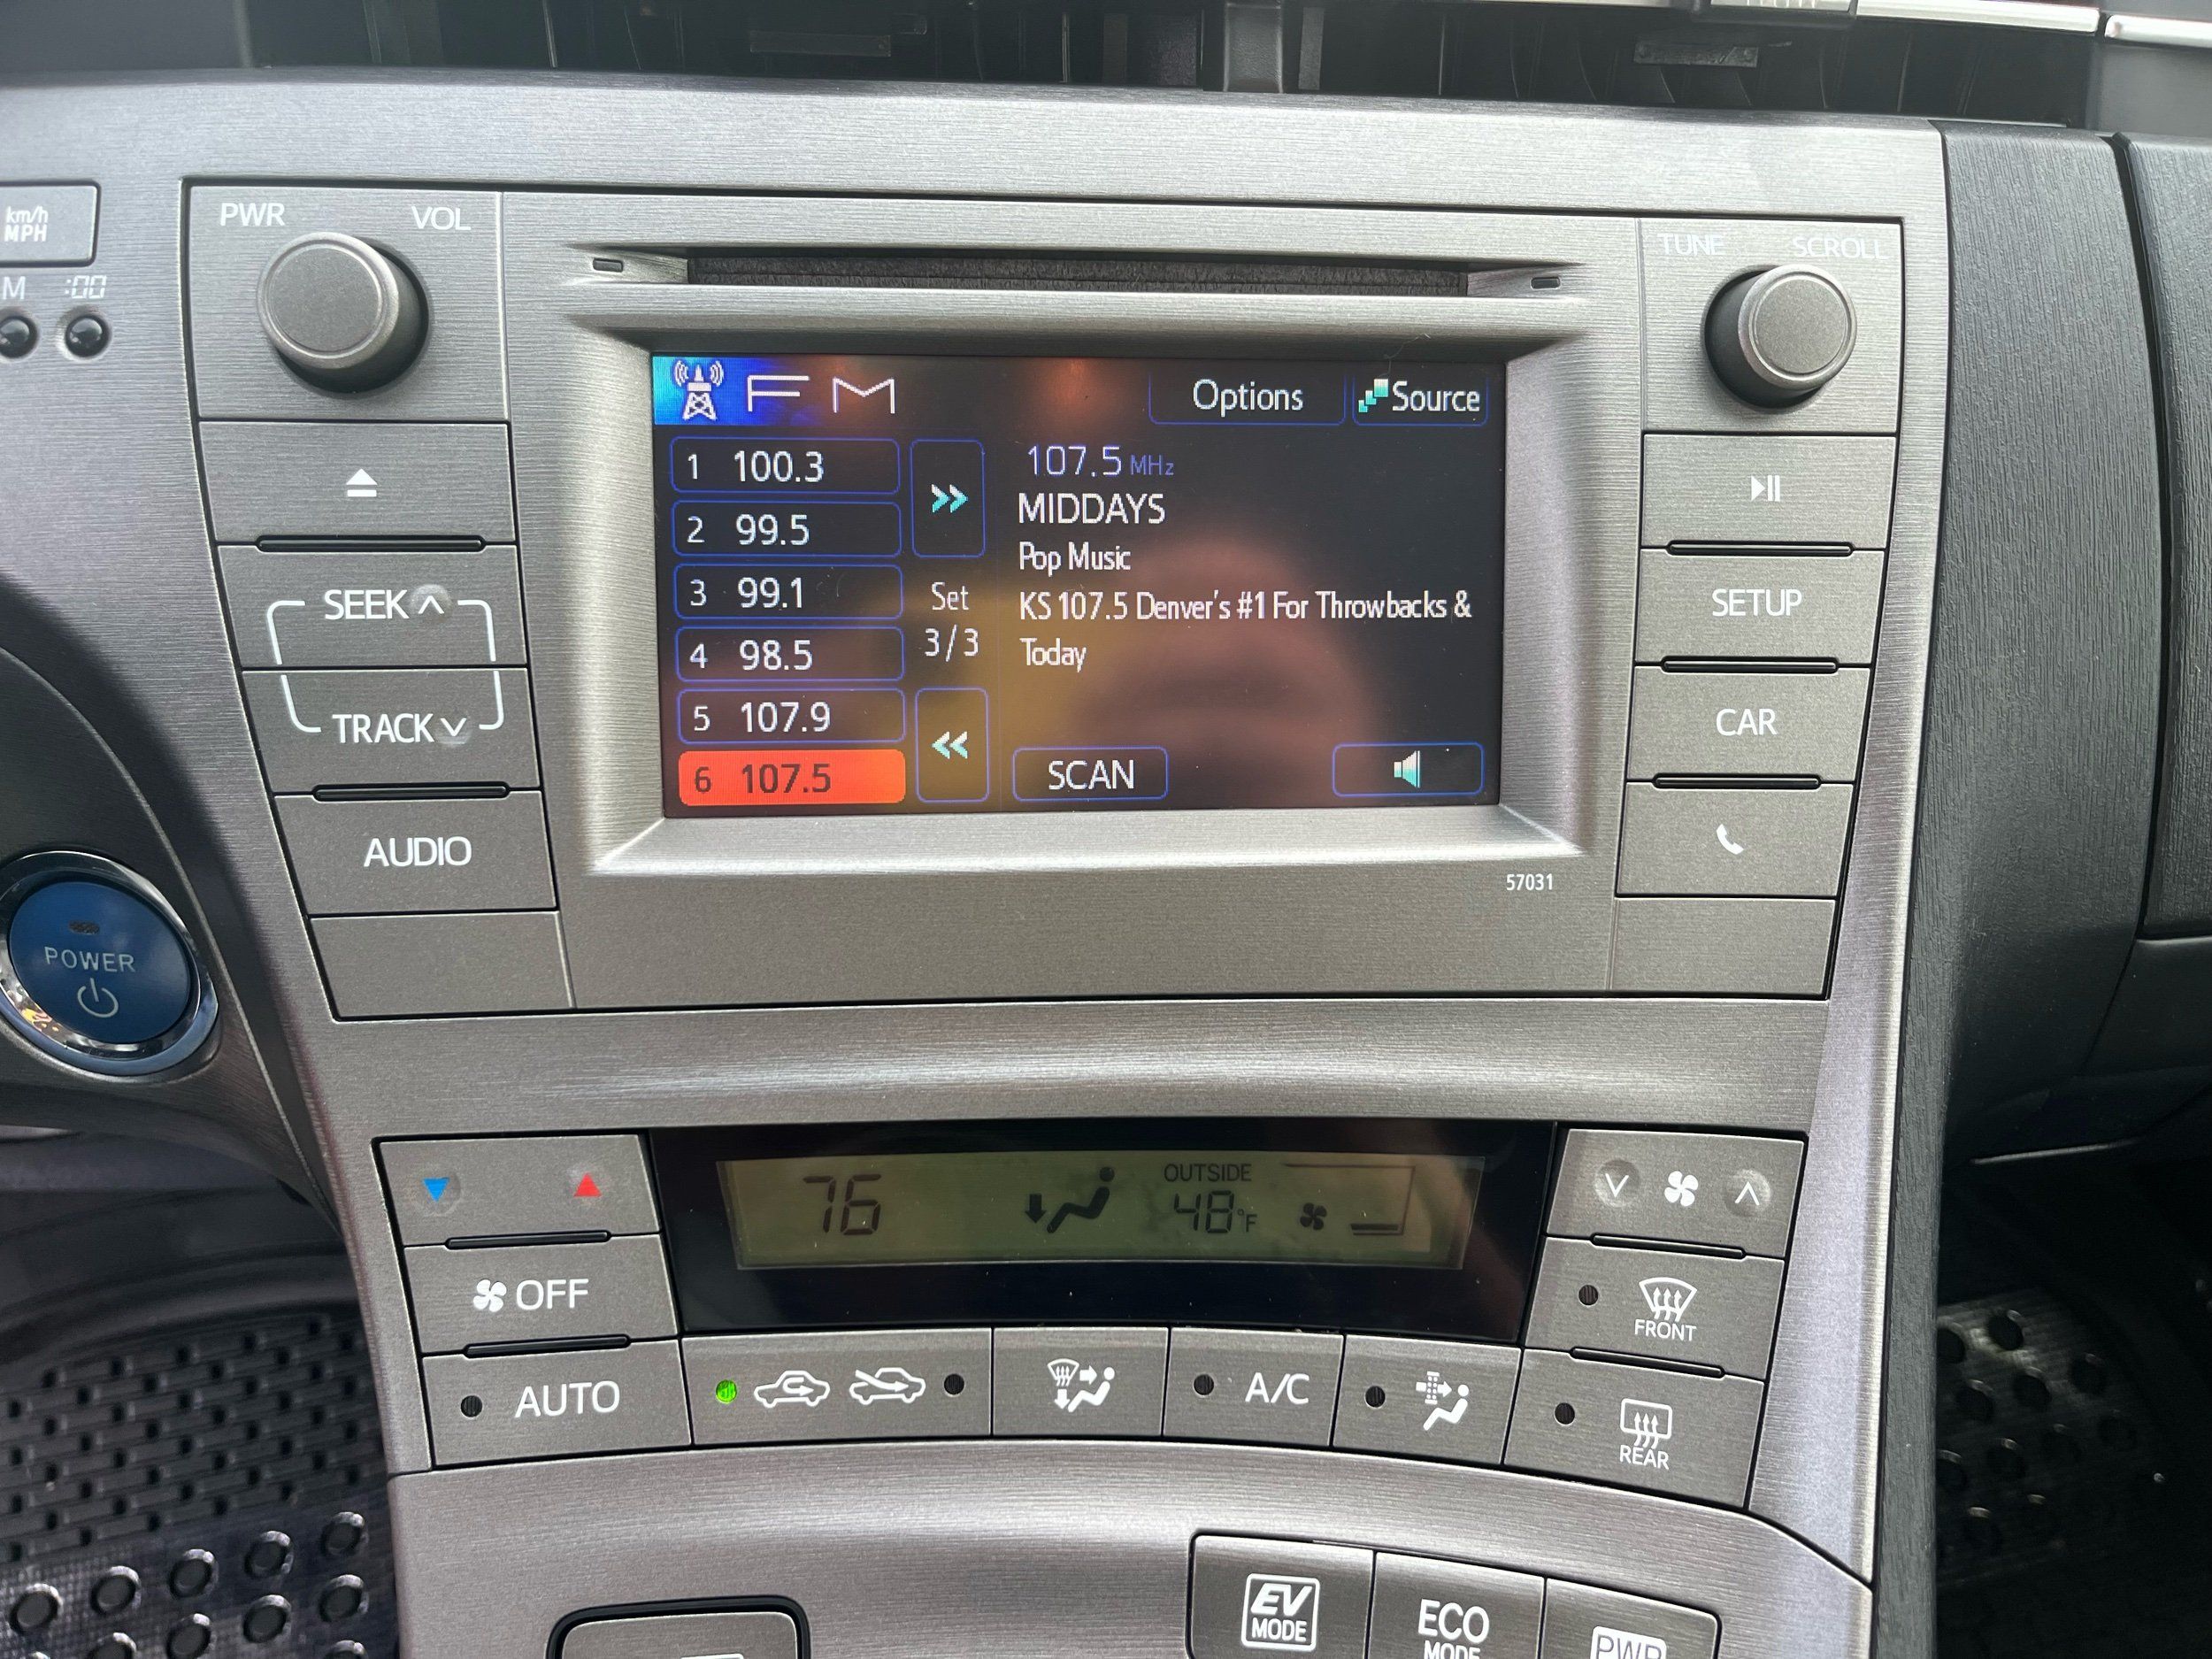 km/h
MPH
M :00
PWR VOL
TUNE SCROLL
FM
Options
Source
1 100.3
2 99.5
3 99.1
4 98.5
5 107.9
6 107.5
Set
3/3
107.5 MHz
MIDDAYS
Pop Music
KS 107.5 Denver's #1 For Throwbacks &
Today
SCAN
SEEK
TRACK
AUDIO
SETUP
CAR
57031
POWER
76
OUTSIDE
48°F
OFF
AUTO
A/C
FRONT
REAR
EV
MODE
ECO
MODE
PWR